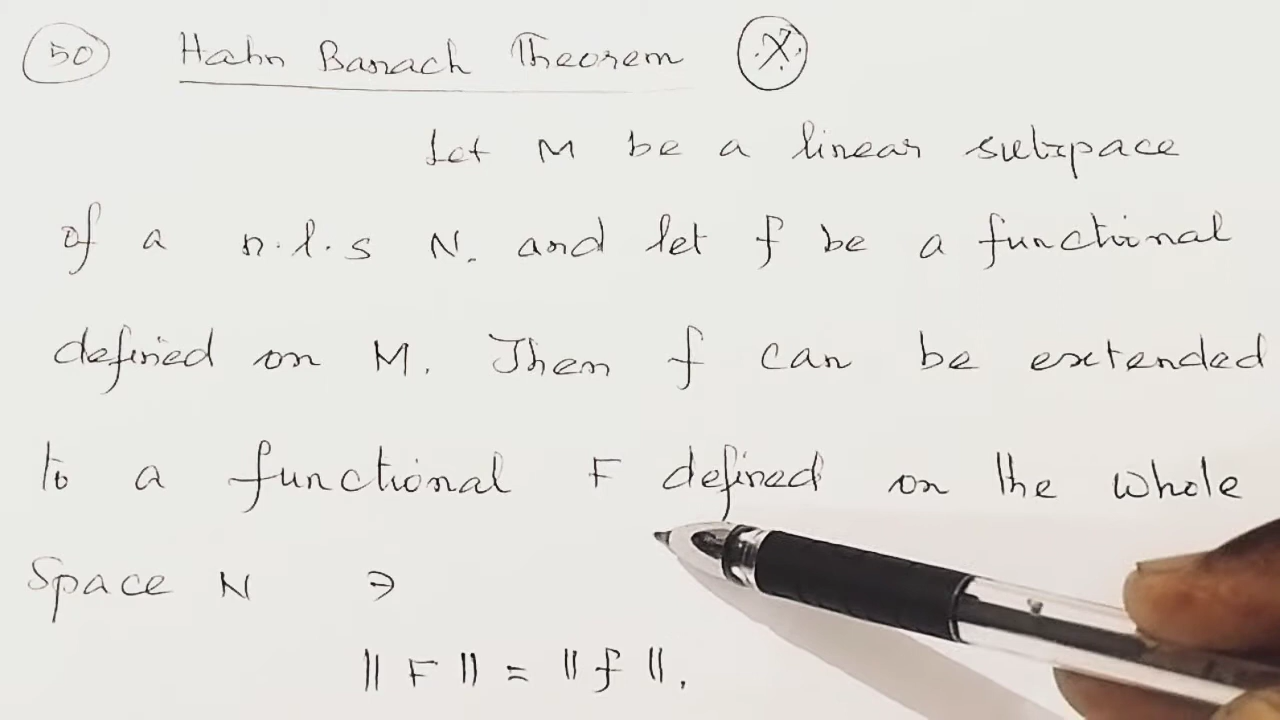 50 Hahn Banach Theorem X
Let M be a linear subspace
of a n.l.s N. and let f be a functional
defined on M. Then f can be extended
to a functional F defined on the whole
Space N ∋
|| F || = || f ||.